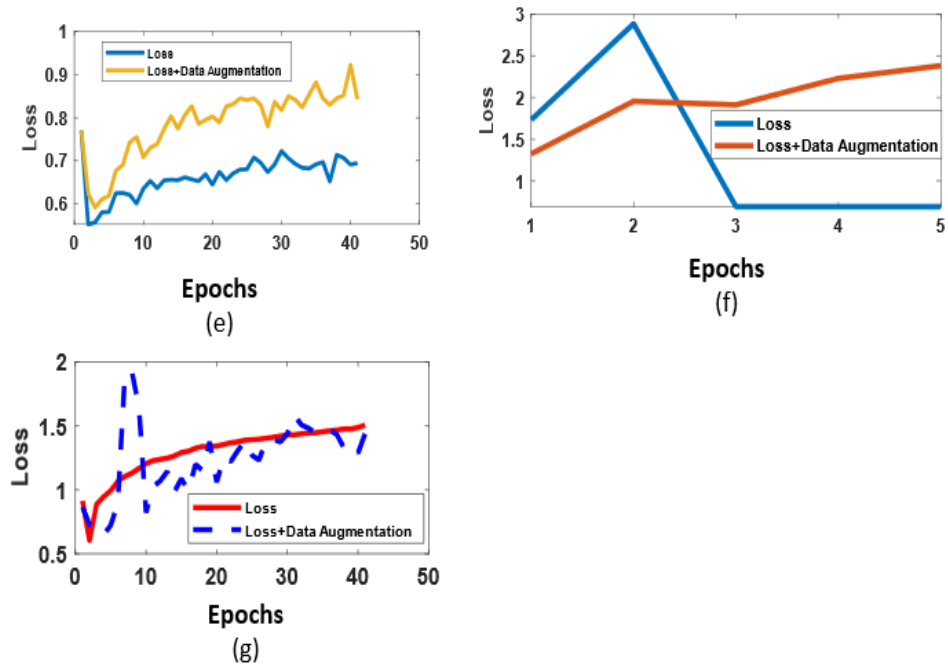 1
0.9
0.8
0.7
0.6
Loss
Loss
Loss+Data Augmentation
0 10 20 30 40 50
Epochs
(e)
3
2.5
2
1.5
1
Loss
Loss
Loss+Data Augmentation
1 2 3 4 5
Epochs
(f)
2
1.5
1
0.5
Loss
Loss
Loss+Data Augmentation
0 10 20 30 40 50
Epochs
(g)